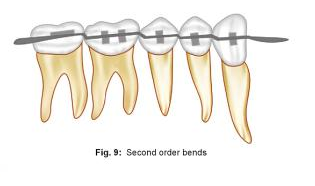 Fig. 9: Second order bends